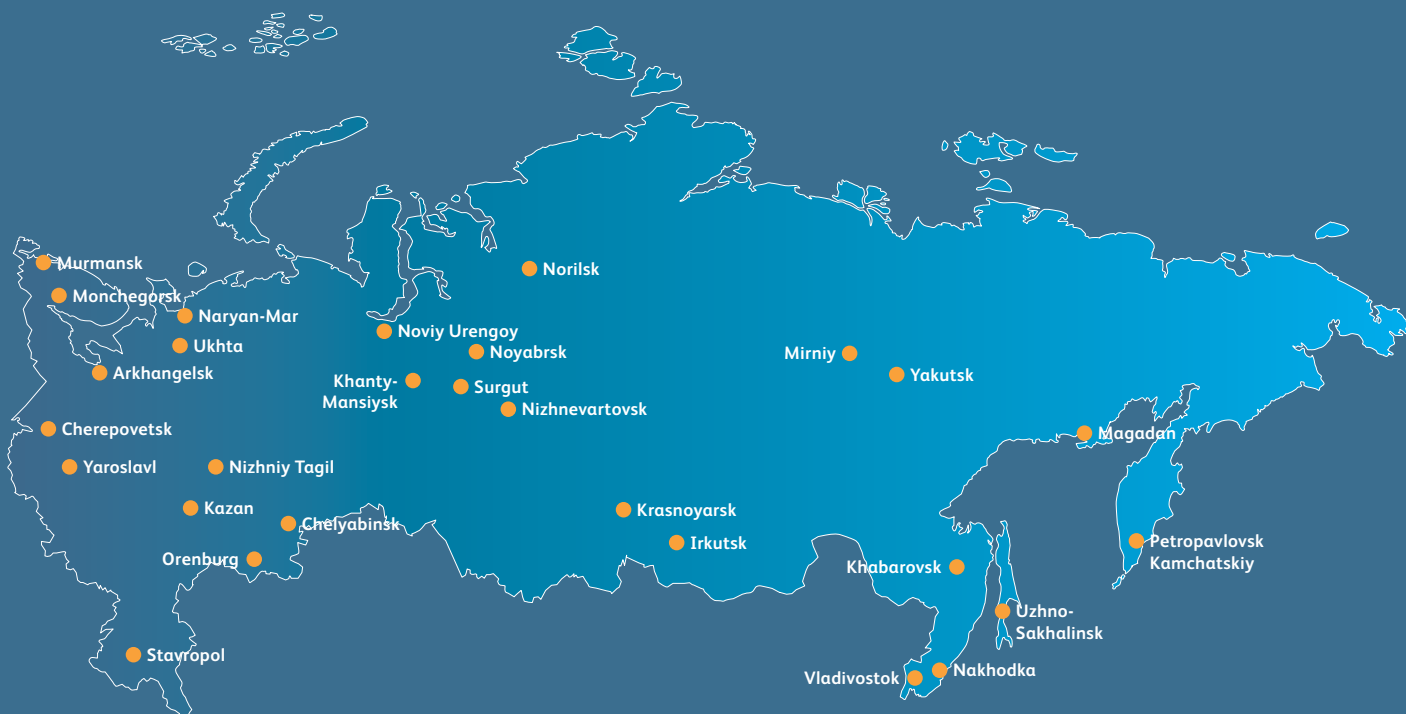 Murmansk
Norilsk
Monchegorsk
Naryan-Mar
Noviy Urengoy
Ukhta
Noyabrsk
Mirniy
Arkhangelsk
Yakutsk
Khanty-
Mansiysk
Surgut
Nizhnevartovsk
Cherepovetsk
Magadan
Yaroslavl
Nizhniy Tagil
Kazan
Krasnoyarsk
Chelyabinsk
Irkutsk
Petropavlovsk
Kamchatskiy
Orenburg
Khabarovsk
Uzhno-
Sakhalinsk
Stavropol
Nakhodka
Vladivostok